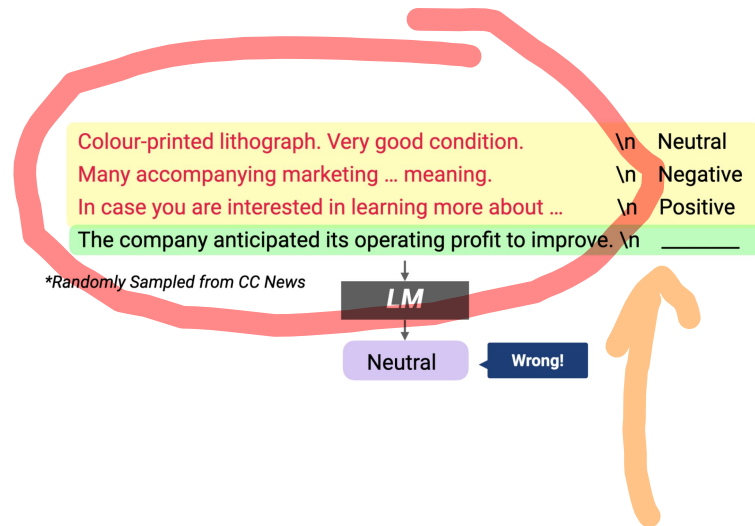 Colour-printed lithograph. Very good condition. \n Neutral
Many accompanying marketing ... meaning. \n Negative
In case you are interested in learning more about ... \n Positive
The company anticipated its operating profit to improve. \n ________
*Randomly Sampled from CC News
LM
Neutral
Wrong!